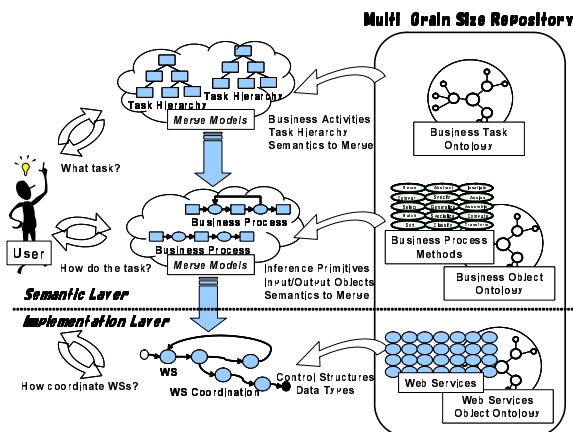 Multi Grain Size Repository
Task Hierarchy
Task Hierarchy
Merge Models
Business Activities
Task Hierarchy
Semantics to Merge
Business Task
Ontology
What task?
User
Business Process
Business Process
Merge Models
How do the task?
Inference Primitives
Input/Output Objects
Semantics to Merge
Business Process
Methods
Business Object
Ontology
Semantic Layer
Implementation Layer
How coordinate WSs?
WS
WS Coordination
Control Structures
Data Types
Web Services
Web Services
Object Ontology